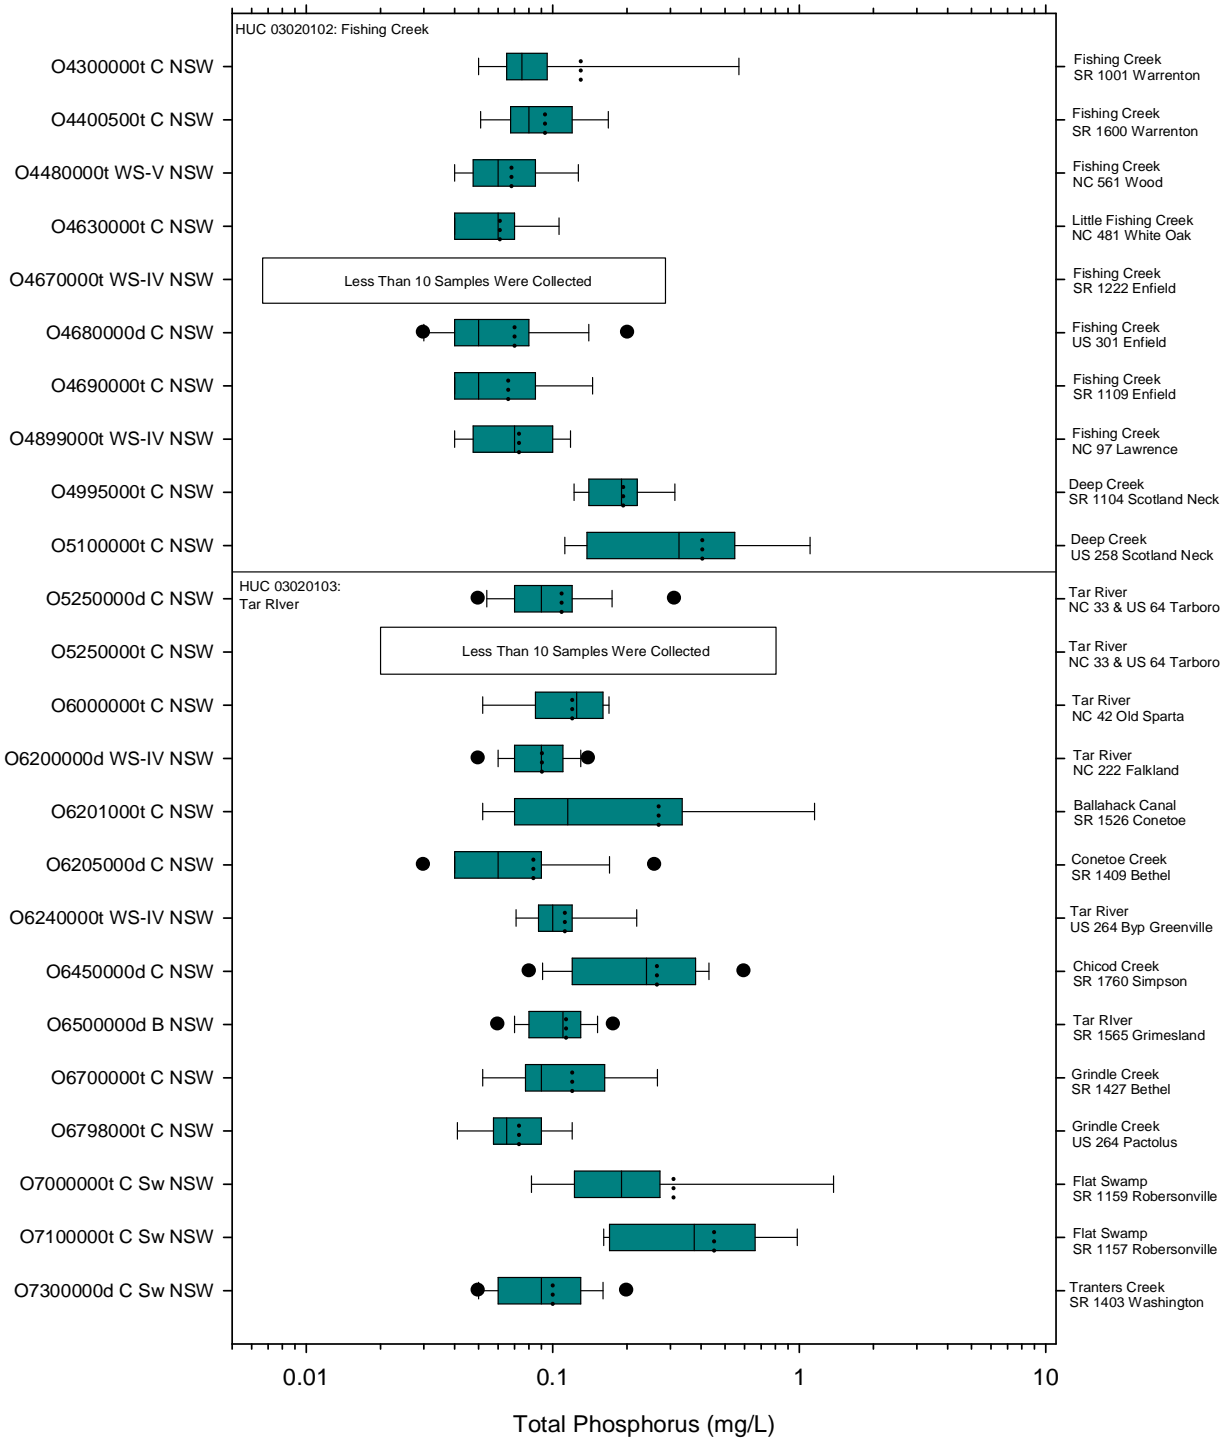 HUC 03020102: Fishing Creek
O4300000t C NSW
Fishing Creek
SR 1001 Warrenton
O4400500t C NSW
Fishing Creek
SR 1600 Warrenton
O4480000t WS-V NSW
Fishing Creek
NC 561 Wood
O4630000t C NSW
Little Fishing Creek
NC 481 White Oak
O4670000t WS-IV NSW
Less Than 10 Samples Were Collected
Fishing Creek
SR 1222 Enfield
O4680000d C NSW
Fishing Creek
US 301 Enfield
O4690000t C NSW
Fishing Creek
SR 1109 Enfield
O4899000t WS-IV NSW
Fishing Creek
NC 97 Lawrence
O4995000t C NSW
Deep Creek
SR 1104 Scotland Neck
O5100000t C NSW
Deep Creek
US 258 Scotland Neck
HUC 03020103:
Tar RIver
O5250000d C NSW
Tar River
NC 33 & US 64 Tarboro
O5250000t C NSW
Less Than 10 Samples Were Collected
Tar River
NC 33 & US 64 Tarboro
O6000000t C NSW
Tar River
NC 42 Old Sparta
O6200000d WS-IV NSW
Tar River
NC 222 Falkland
O6201000t C NSW
Ballahack Canal
SR 1526 Conetoe
O6205000d C NSW
Conetoe Creek
SR 1409 Bethel
O6240000t WS-IV NSW
Tar River
US 264 Byp Greenville
O6450000d C NSW
Chicod Creek
SR 1760 Simpson
O6500000d B NSW
Tar RIver
SR 1565 Grimesland
O6700000t C NSW
Grindle Creek
SR 1427 Bethel
O6798000t C NSW
Grindle Creek
US 264 Pactolus
O7000000t C Sw NSW
Flat Swamp
SR 1159 Robersonville
O7100000t C Sw NSW
Flat Swamp
SR 1157 Robersonville
O7300000d C Sw NSW
Tranters Creek
SR 1403 Washington
0.01 0.1 1 10
Total Phosphorus (mg/L)